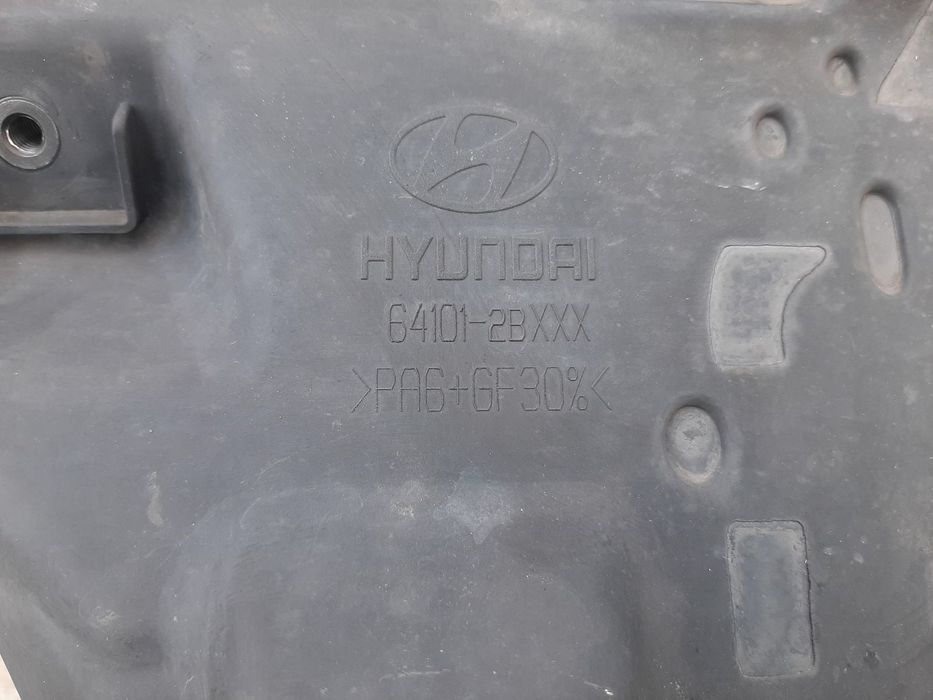 HYUNDAI
64101-2BXXX
>PA6+GF30%<